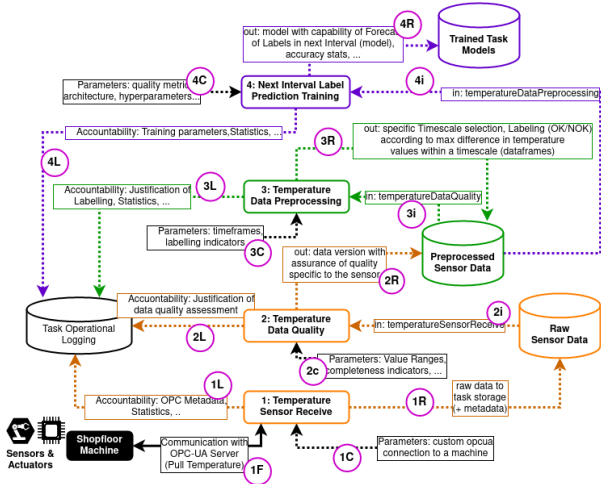 4R
out: model with capability of Foreca
of Labels in next Interval (model),
accuracy stats, ...
Trained Task
Models
4C
Parameters: quality metric
architecture, hyperparameters...
4: Next Interval Label
Prediction Training
4i
in: temperatureDataPreprocessing
Accountability: Training parameters,Statistics, ...
3R
out: specific Timescale selection, Labeling (OK/NOK)
according to max difference in temperature
values within a timescale (dataframes)
4L
3L
Accountability: Justification of
Labelling, Statistics, ...
3: Temperature
Data Preprocessing
in: temperatureDataQuality
3i
Parameters: timeframes,
labelling indicators
3C
out: data version with
assurance of quality
specific to the sensor
2R
Preprocessed
Sensor Data
Accuontability: Justification of
data quality assessment
Task Operational
Logging
2L
2: Temperature
Data Quality
in: temperatureSensorReceive
2i
Raw
Sensor Data
2c
Parameters: Value Ranges,
completeness indicators, ...
1L
Accountability: OPC Metadata,
Statistics, ..
1: Temperature
Sensor Receive
1R
raw data to
task storage
(+ metadata)
Sensors &
Actuators
Shopfloor
Machine
Communication with
OPC-UA Server
(Pull Temperature)
1F
1C
Parameters: custom opcua
connection to a machine